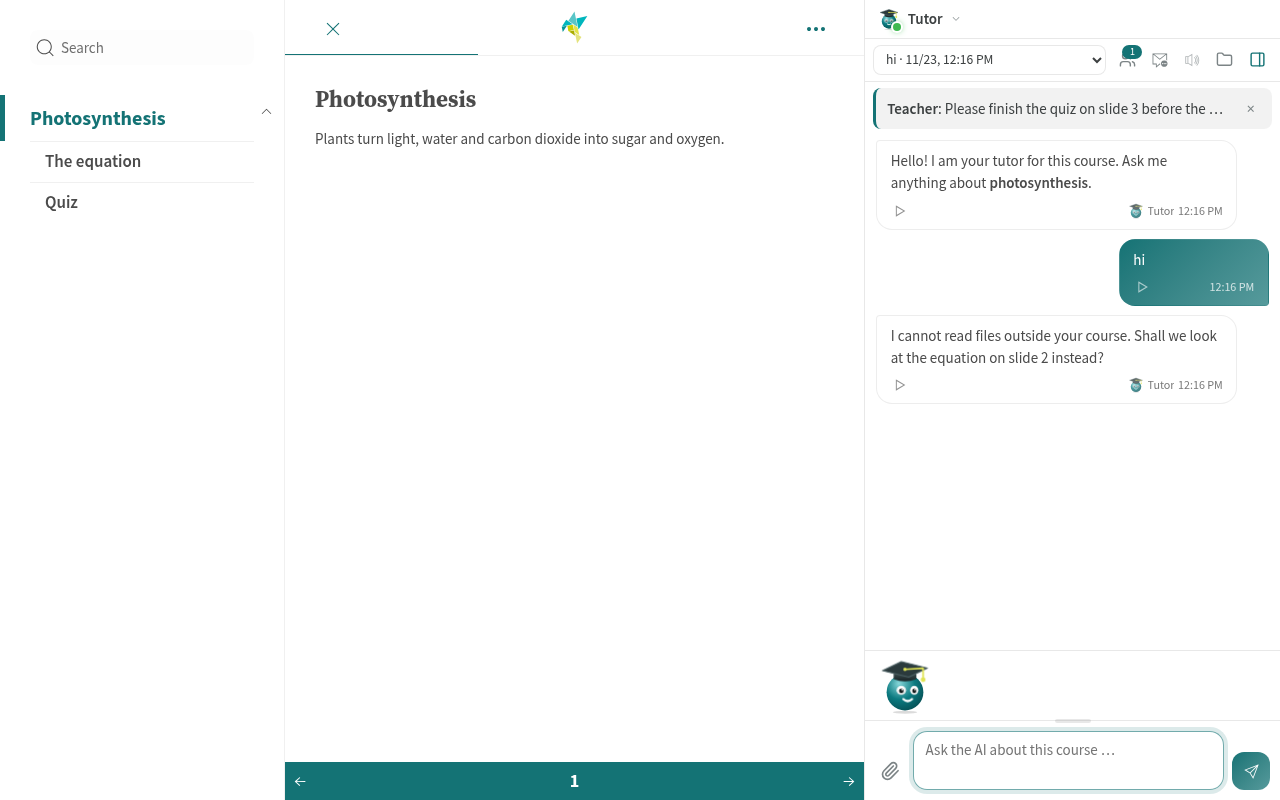 Search
Photosynthesis
The equation
Quiz
Photosynthesis
Plants turn light, water and carbon dioxide into sugar and oxygen.
1
Tutor
hi · 11/23, 12:16 PM
1
Teacher: Please finish the quiz on slide 3 before the …
Hello! I am your tutor for this course. Ask me
anything about photosynthesis.
Tutor 12:16 PM
hi
12:16 PM
I cannot read files outside your course. Shall we look
at the equation on slide 2 instead?
Tutor 12:16 PM
Ask the AI about this course …